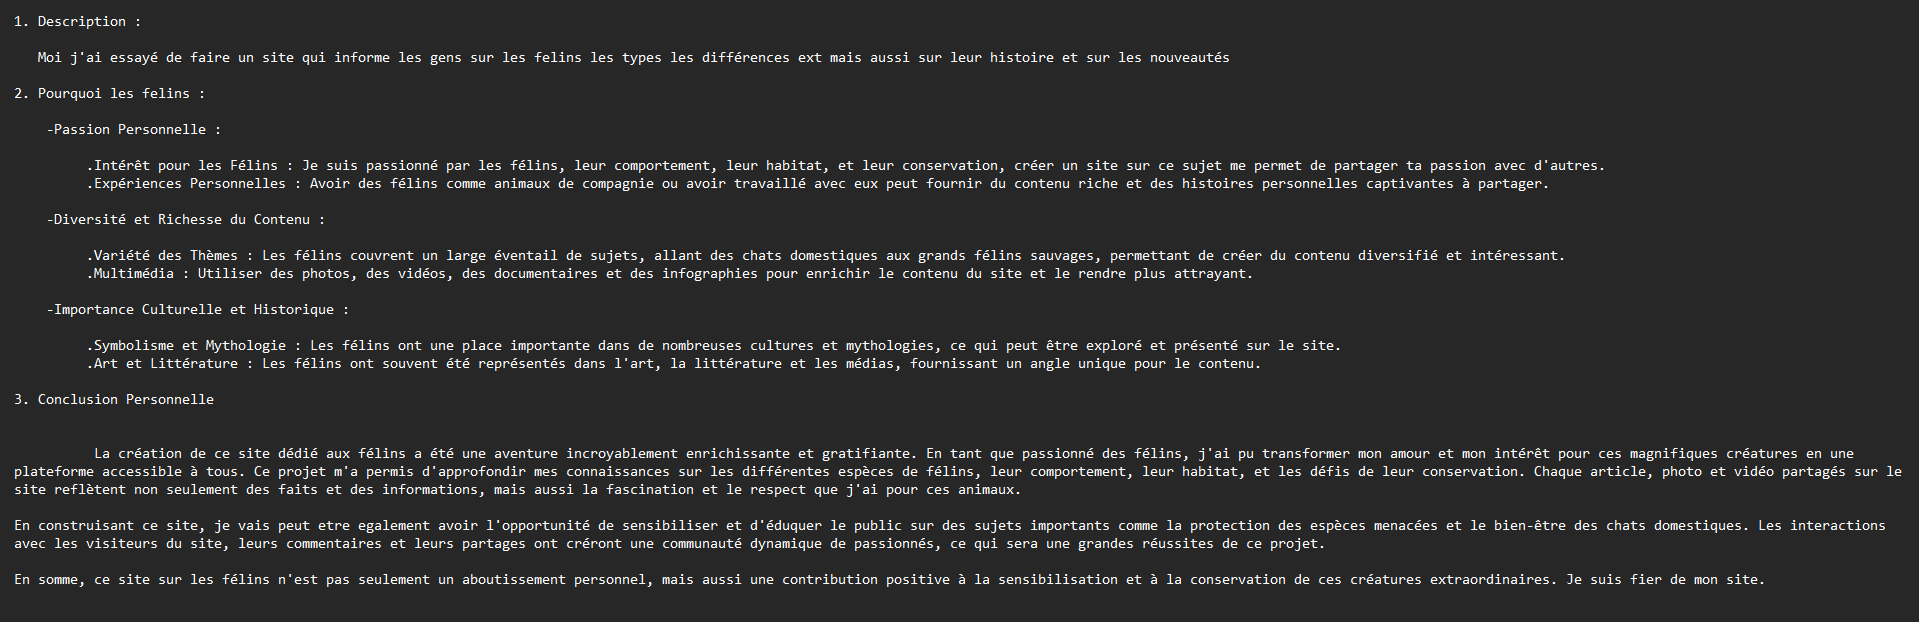 1. Description :
Moi j'ai essayé de faire un site qui informe les gens sur les felins les types les différences ext mais aussi sur leur histoire et sur les nouveautés
2. Pourquoi les felins :
-Passion Personnelle :
.Intérêt pour les Félins : Je suis passionné par les félins, leur comportement, leur habitat, et leur conservation, créer un site sur ce sujet me permet de partager ta passion avec d'autres.
.Expériences Personnelles : Avoir des félins comme animaux de compagnie ou avoir travaillé avec eux peut fournir du contenu riche et des histoires personnelles captivantes à partager.
-Diversité et Richesse du Contenu :
.Variété des Thèmes : Les félins couvrent un large éventail de sujets, allant des chats domestiques aux grands félins sauvages, permettant de créer du contenu diversifié et intéressant.
.Multimédia : Utiliser des photos, des vidéos, des documentaires et des infographies pour enrichir le contenu du site et le rendre plus attrayant.
-Importance Culturelle et Historique :
.Symbolisme et Mythologie : Les félins ont une place importante dans de nombreuses cultures et mythologies, ce qui peut être exploré et présenté sur le site.
.Art et Littérature : Les félins ont souvent été représentés dans l'art, la littérature et les médias, fournissant un angle unique pour le contenu.
3. Conclusion Personnelle
La création de ce site dédié aux félins a été une aventure incroyablement enrichissante et gratifiante. En tant que passionné des félins, j'ai pu transformer mon amour et mon intérêt pour ces magnifiques créatures en une
plateforme accessible à tous. Ce projet m'a permis d'approfondir mes connaissances sur les différentes espèces de félins, leur comportement, leur habitat, et les défis de leur conservation. Chaque article, photo et vidéo partagés sur le
site reflètent non seulement des faits et des informations, mais aussi la fascination et le respect que j'ai pour ces animaux.
En construisant ce site, je vais peut etre egalement avoir l'opportunité de sensibiliser et d'éduquer le public sur des sujets importants comme la protection des espèces menacées et le bien-être des chats domestiques. Les interactions
avec les visiteurs du site, leurs commentaires et leurs partages ont créront une communauté dynamique de passionnés, ce qui sera une grandes réussites de ce projet.
En somme, ce site sur les félins n'est pas seulement un aboutissement personnel, mais aussi une contribution positive à la sensibilisation et à la conservation de ces créatures extraordinaires. Je suis fier de mon site.